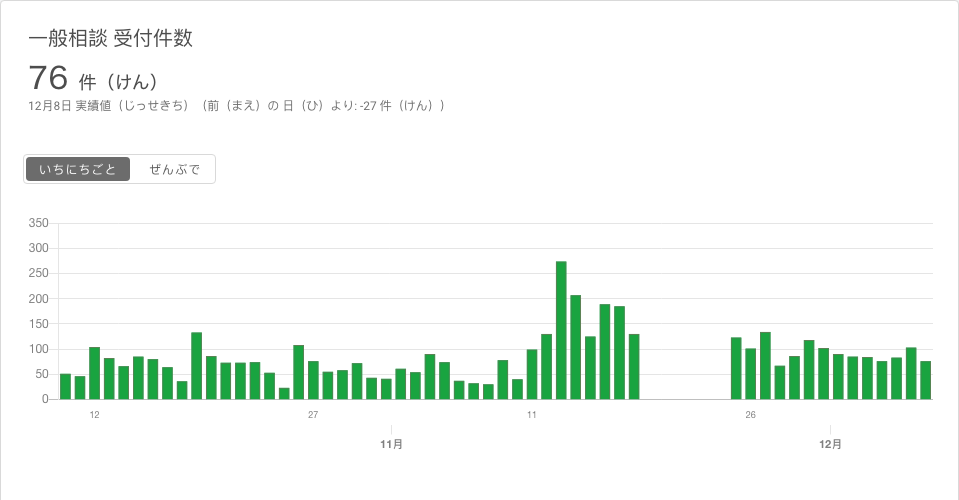 一般相談 受付件数
76 件（けん）
12月8日 実績値（じっせきち）（前（まえ）の 日（ひ）より: -27 件（けん））
いちにちごと ぜんぶで
350
300
250
200
150
100
50
0
12 27 11 26
11月 12月